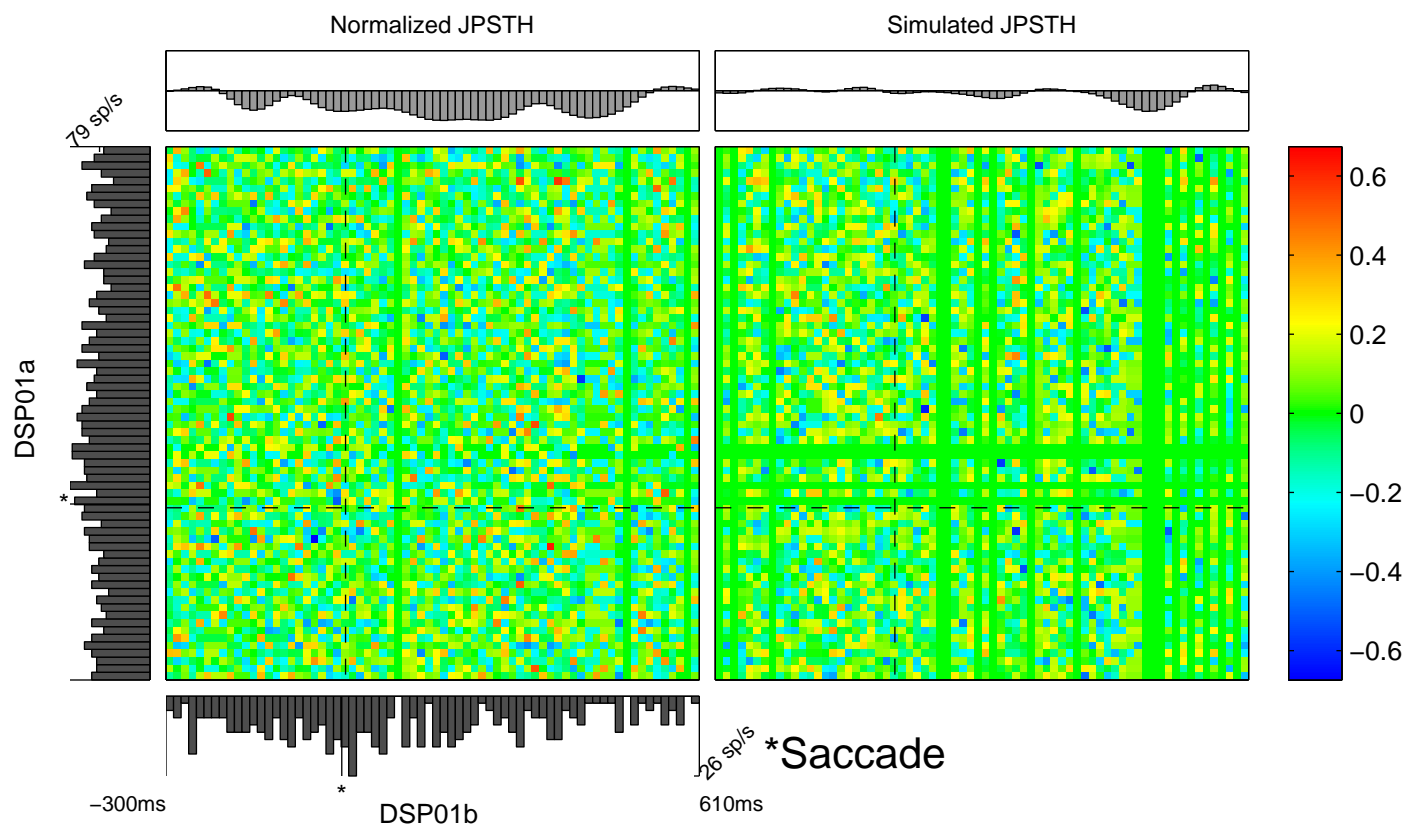 Normalized JPSTH
Simulated JPSTH
79 sp/s
DSP01a
*
0.6
0.4
0.2
0
−0.2
−0.4
−0.6
26 sp/s
*Saccade
*
−300ms
DSP01b
610ms